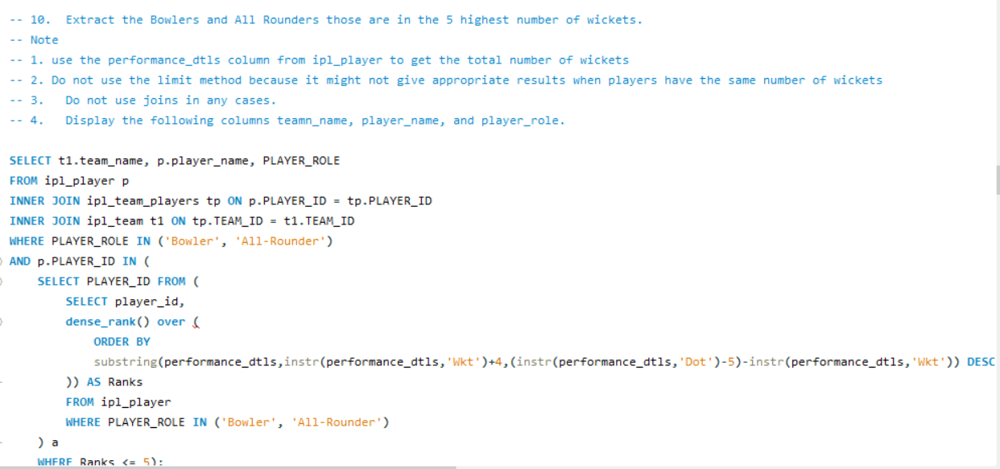 -- 10.  Extract the Bowlers and All Rounders those are in the 5 highest number of wickets.
-- Note
-- 1. use the performance_dtls column from ipl_player to get the total number of wickets
-- 2. Do not use the limit method because it might not give appropriate results when players have the same number of wickets
-- 3.   Do not use joins in any cases.
-- 4.   Display the following columns teamn_name, player_name, and player_role.
SELECT t1.team_name, p.player_name, PLAYER_ROLE
FROM ipl_player p
INNER JOIN ipl_team_players tp ON p.PLAYER_ID = tp.PLAYER_ID
INNER JOIN ipl_team t1 ON tp.TEAM_ID = t1.TEAM_ID
WHERE PLAYER_ROLE IN ('Bowler', 'All-Rounder')
AND p.PLAYER_ID IN (
    SELECT PLAYER_ID FROM (
        SELECT player_id,
        dense_rank() over (
            ORDER BY
            substring(performance_dtls,instr(performance_dtls,'Wkt')+4,(instr(performance_dtls,'Dot')-5)-instr(performance_dtls,'Wkt')) DESC
        )) AS Ranks
        FROM ipl_player
        WHERE PLAYER_ROLE IN ('Bowler', 'All-Rounder')
    ) a
    WHERE Ranks <= 5);